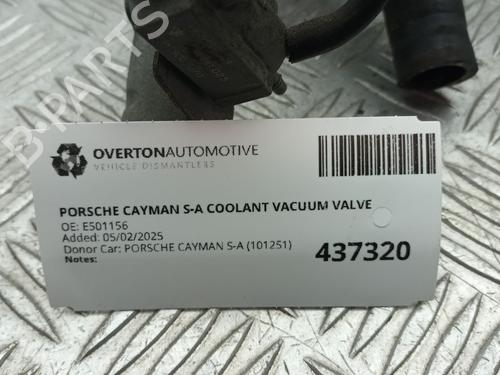 OVERTONAUTOMOTIVE
VEHICLE DISMANTLERS
PORSCHE CAYMAN S-A COOLANT VACUUM VALVE
OE: E501156
Added: 05/02/2025
Donor Car: PORSCHE CAYMAN S-A (101251)
Notes:
437320